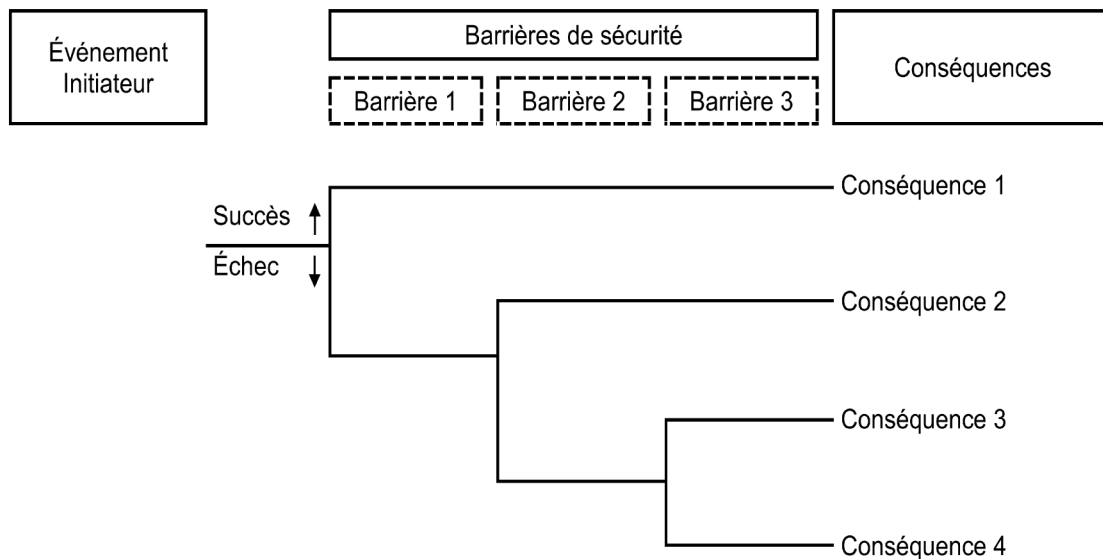 Événement
Initiateur
Barrières de sécurité
Conséquences
Barrière 1
Barrière 2
Barrière 3
Conséquence 1
Succès
Échec
Conséquence 2
Conséquence 3
Conséquence 4